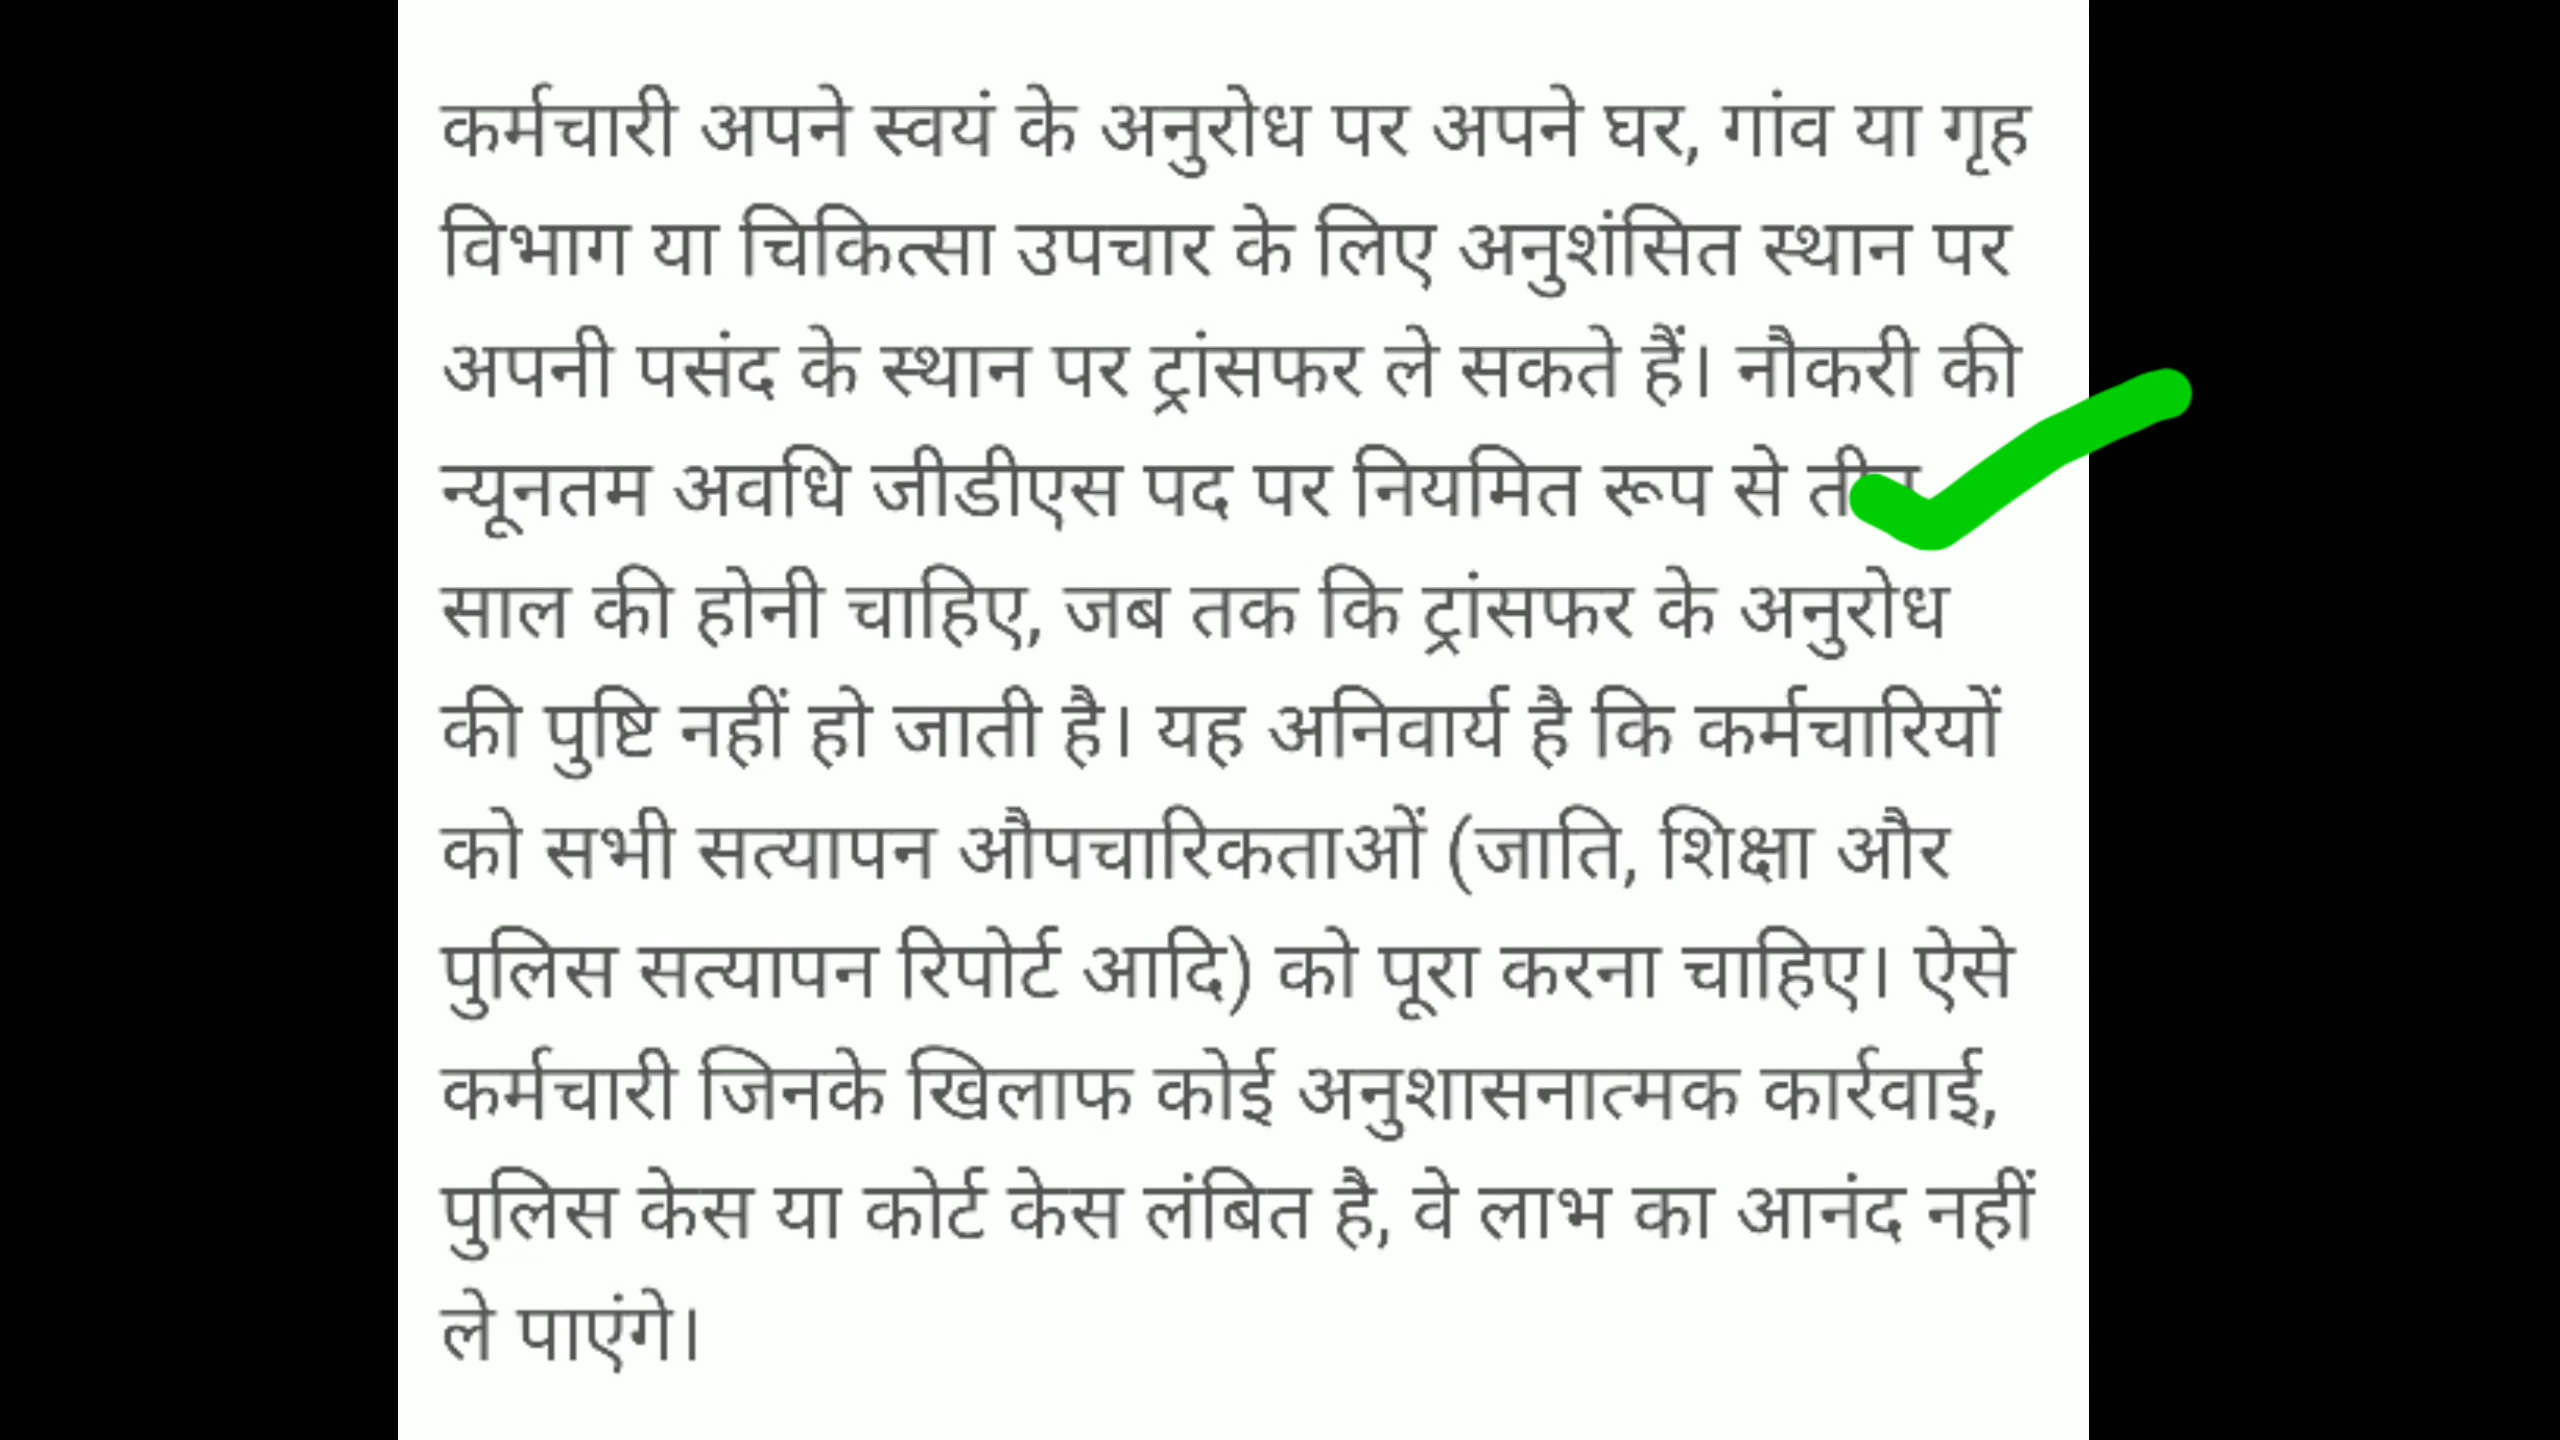 कर्मचारी अपने स्वयं के अनुरोध पर अपने घर, गांव या गृह
विभाग या चिकित्सा उपचार के लिए अनुशंसित स्थान पर
अपनी पसंद के स्थान पर ट्रांसफर ले सकते हैं। नौकरी की
न्यूनतम अवधि जीडीएस पद पर नियमित रूप से तीन
साल की होनी चाहिए, जब तक कि ट्रांसफर के अनुरोध
की पुष्टि नहीं हो जाती है। यह अनिवार्य है कि कर्मचारियों
को सभी सत्यापन औपचारिकताओं (जाति, शिक्षा और
पुलिस सत्यापन रिपोर्ट आदि) को पूरा करना चाहिए। ऐसे
कर्मचारी जिनके खिलाफ कोई अनुशासनात्मक कार्रवाई,
पुलिस केस या कोर्ट केस लंबित है, वे लाभ का आनंद नहीं
ले पाएंगे।